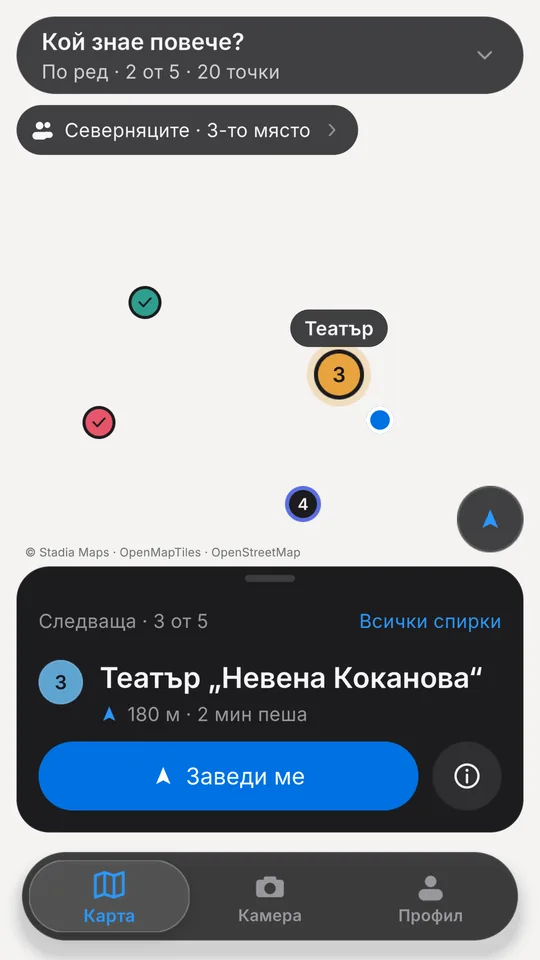 Кой знае повече?
По ред · 2 от 5 · 20 точки
Северняците · 3-то място
Театър
3
4
© Stadia Maps · OpenMapTiles · OpenStreetMap
Следваща · 3 от 5
Всички спирки
3
Театър „Невена Коканова“
180 м · 2 мин пеша
Заведи ме
Карта
Камера
Профил